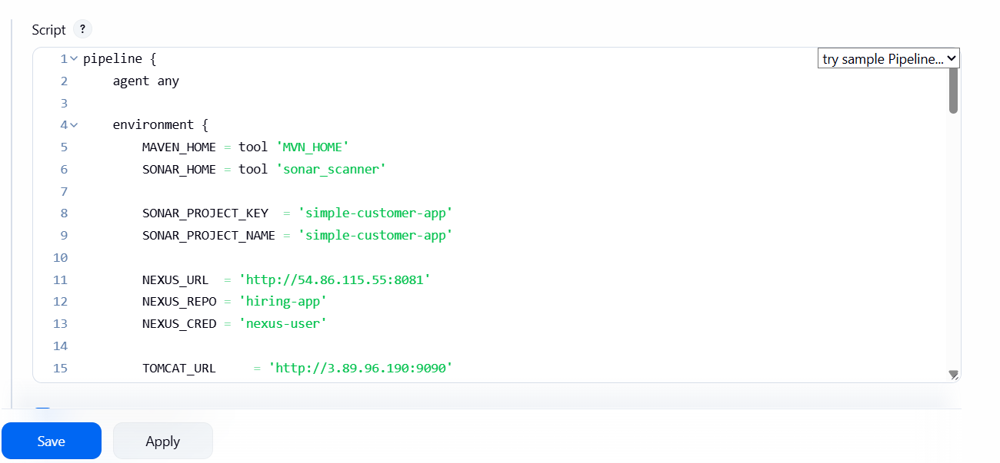 Script ?
try sample Pipeline...
1 pipeline {
2     agent any
3
4     environment {
5         MAVEN_HOME = tool 'MVN_HOME'
6         SONAR_HOME = tool 'sonar_scanner'
7
8         SONAR_PROJECT_KEY  = 'simple-customer-app'
9         SONAR_PROJECT_NAME = 'simple-customer-app'
10
11         NEXUS_URL  = 'http://54.86.115.55:8081'
12         NEXUS_REPO = 'hiring-app'
13         NEXUS_CRED = 'nexus-user'
14
15         TOMCAT_URL     = 'http://3.89.96.190:9090'
Save
Apply